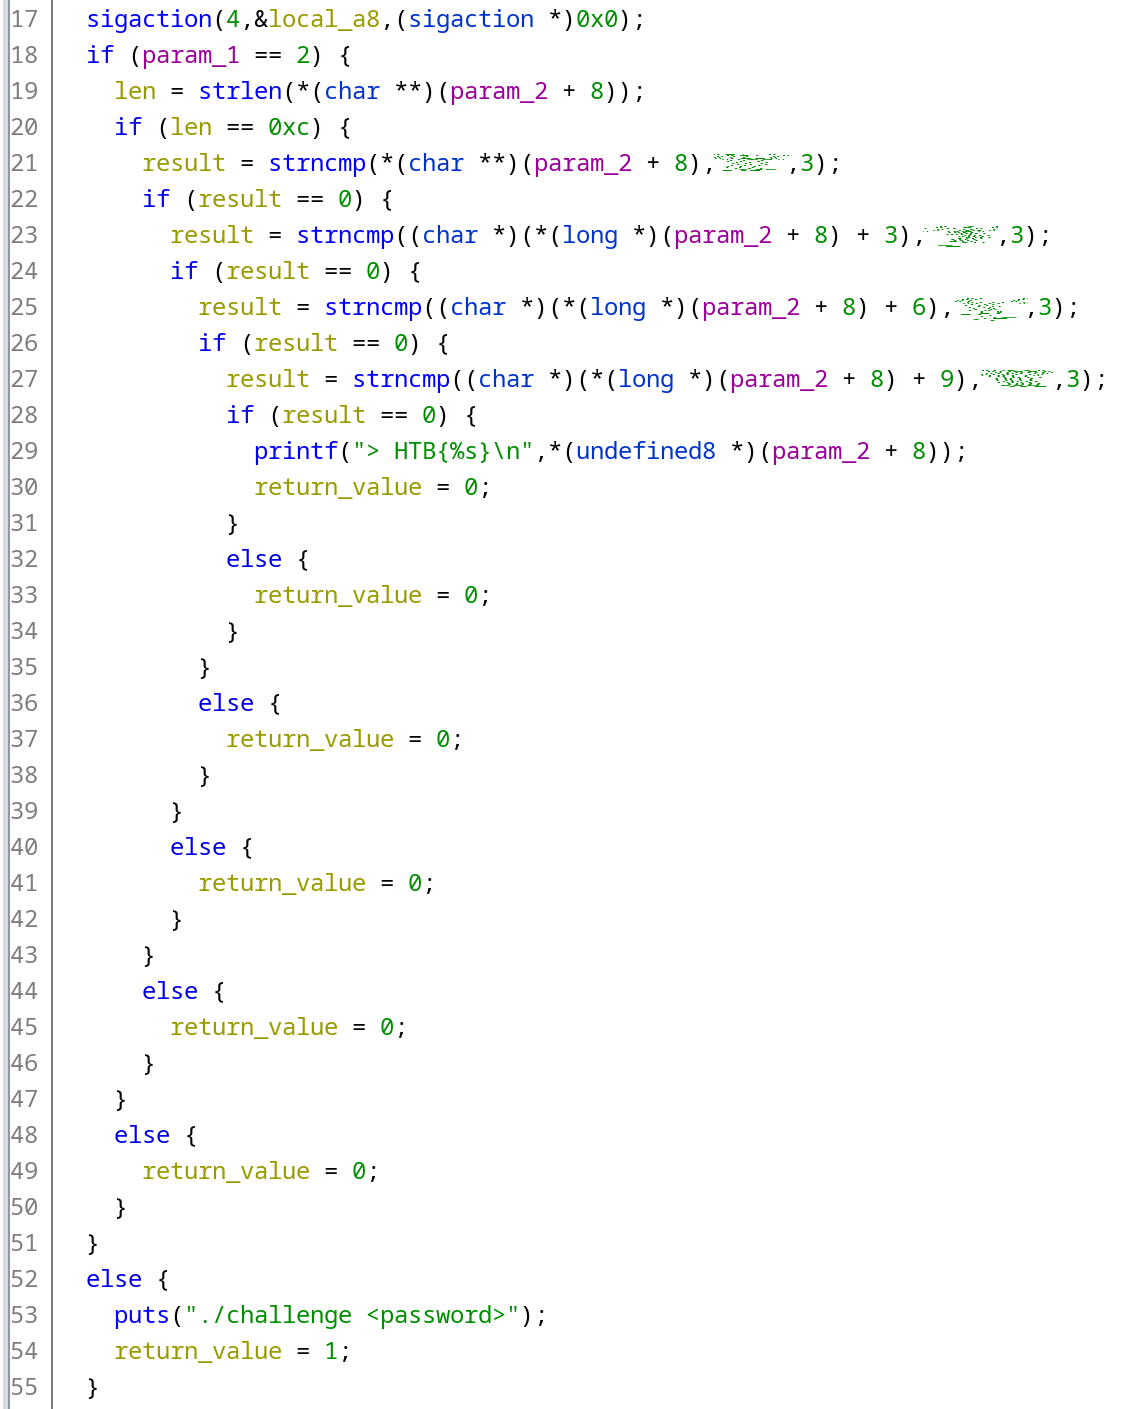 17 sigaction(4,&local_a8,(sigaction *)0x0);
18 if (param_1 == 2) {
19 len = strlen(*(char **)(param_2 + 8));
20 if (len == 0xc) {
21 result = strncmp(*(char **)(param_2 + 8), ,3);
22 if (result == 0) {
23 result = strncmp((char *)(*(long *)(param_2 + 8) + 3), ,3);
24 if (result == 0) {
25 result = strncmp((char *)(*(long *)(param_2 + 8) + 6), ,3);
26 if (result == 0) {
27 result = strncmp((char *)(*(long *)(param_2 + 8) + 9), ,3);
28 if (result == 0) {
29 printf("> HTB{%s}\n",*(undefined8 *)(param_2 + 8));
30 return_value = 0;
31 }
32 else {
33 return_value = 0;
34 }
35 }
36 else {
37 return_value = 0;
38 }
39 }
40 else {
41 return_value = 0;
42 }
43 }
44 else {
45 return_value = 0;
46 }
47 }
48 else {
49 return_value = 0;
50 }
51 }
52 else {
53 puts("./challenge <password>");
54 return_value = 1;
55 }